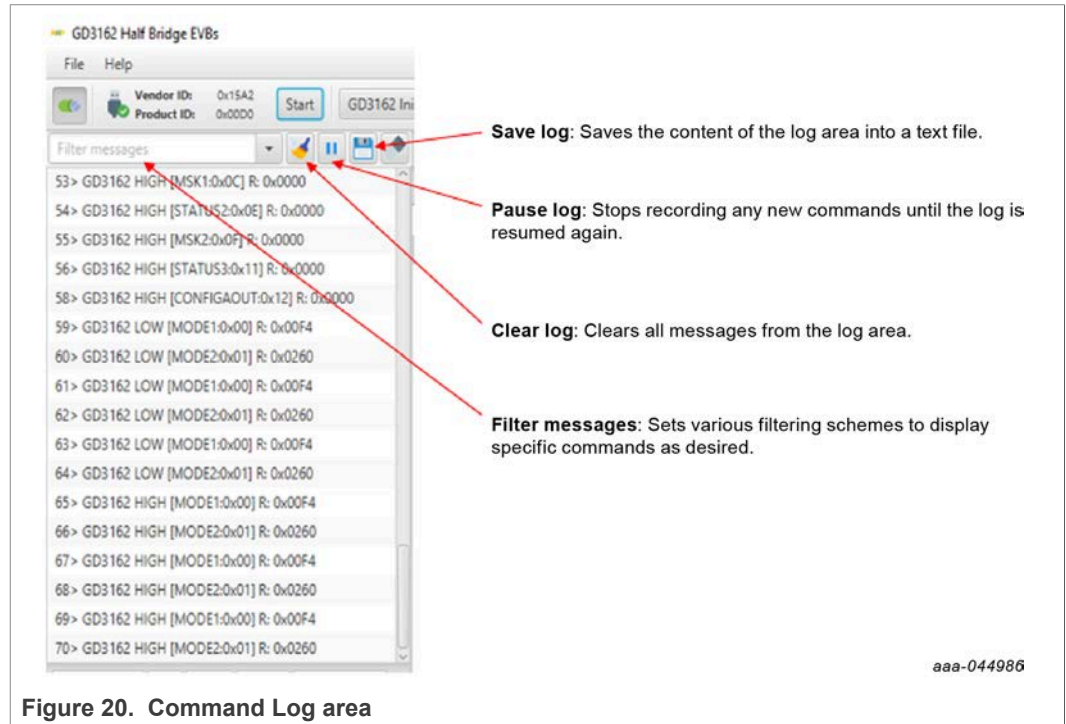 GD3162 Half Bridge EVBs
File Help
Vendor ID: 0x15A2
Product ID: 0x00D0
Start
GD3162 Ini
Filter messages
53> GD3162 HIGH [MSK1:0x0C] R: 0x0000
54> GD3162 HIGH [STATUS2:0x0E] R: 0x0000
55> GD3162 HIGH [MSK2:0x0F] R: 0x0000
56> GD3162 HIGH [STATUS3:0x11] R: 0x0000
58> GD3162 HIGH [CONFIGAOUT:0x12] R: 0x0000
59> GD3162 LOW [MODE1:0x00] R: 0x00F4
60> GD3162 LOW [MODE2:0x01] R: 0x0260
61> GD3162 LOW [MODE1:0x00] R: 0x00F4
62> GD3162 LOW [MODE2:0x01] R: 0x0260
63> GD3162 LOW [MODE1:0x00] R: 0x00F4
64> GD3162 LOW [MODE2:0x01] R: 0x0260
65> GD3162 HIGH [MODE1:0x00] R: 0x00F4
66> GD3162 HIGH [MODE2:0x01] R: 0x0260
67> GD3162 HIGH [MODE1:0x00] R: 0x00F4
68> GD3162 HIGH [MODE2:0x01] R: 0x0260
69> GD3162 HIGH [MODE1:0x00] R: 0x00F4
70> GD3162 HIGH [MODE2:0x01] R: 0x0260
Save log: Saves the content of the log area into a text file.
Pause log: Stops recording any new commands until the log is
resumed again.
Clear log: Clears all messages from the log area.
Filter messages: Sets various filtering schemes to display
specific commands as desired.
aaa-044986
Figure 20. Command Log area